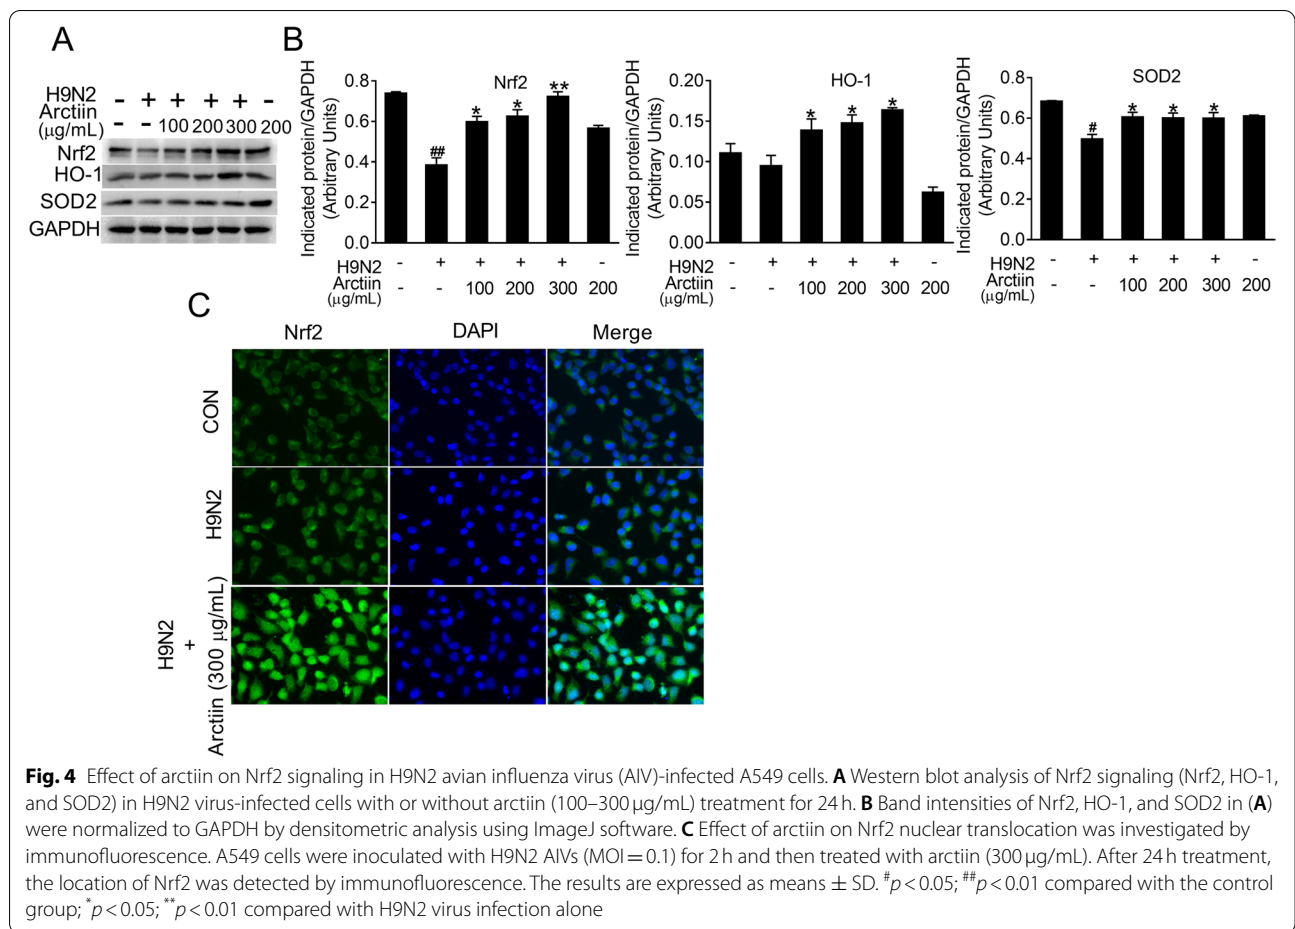 A
H9N2 - + + + + -
Arctiin
(μg/mL) - - 100 200 300 200
Nrf2
HO-1
SOD2
GAPDH
B
Indicated protein/GAPDH
(Arbitrary Units)
Nrf2
0.8
0.6
0.4
0.2
0.0
##
*
*
**
H9N2 - + + + + -
Arctiin
(μg/mL) - - 100 200 300 200
Indicated protein/GAPDH
(Arbitrary Units)
HO-1
0.20
0.15
0.10
0.05
0.00
*
*
*
H9N2 - + + + + -
Arctiin
(μg/mL) - - 100 200 300 200
Indicated protein/GAPDH
(Arbitrary Units)
SOD2
0.8
0.6
0.4
0.2
0.0
#
*
*
*
H9N2 - + + + + -
Arctiin
(μg/mL) - - 100 200 300 200
C
Nrf2 DAPI Merge
CON
H9N2
H9N2
+
Arctiin (300 μg/mL)
Fig. 4 Effect of arctiin on Nrf2 signaling in H9N2 avian influenza virus (AIV)-infected A549 cells. A Western blot analysis of Nrf2 signaling (Nrf2, HO-1,
and SOD2) in H9N2 virus-infected cells with or without arctiin (100–300 μg/mL) treatment for 24 h. B Band intensities of Nrf2, HO-1, and SOD2 in (A)
were normalized to GAPDH by densitometric analysis using ImageJ software. C Effect of arctiin on Nrf2 nuclear translocation was investigated by
immunofluorescence. A549 cells were inoculated with H9N2 AIVs (MOI = 0.1) for 2 h and then treated with arctiin (300 μg/mL). After 24 h treatment,
the location of Nrf2 was detected by immunofluorescence. The results are expressed as means ± SD. #p < 0.05; ##p < 0.01 compared with the control
group; *p < 0.05; **p < 0.01 compared with H9N2 virus infection alone